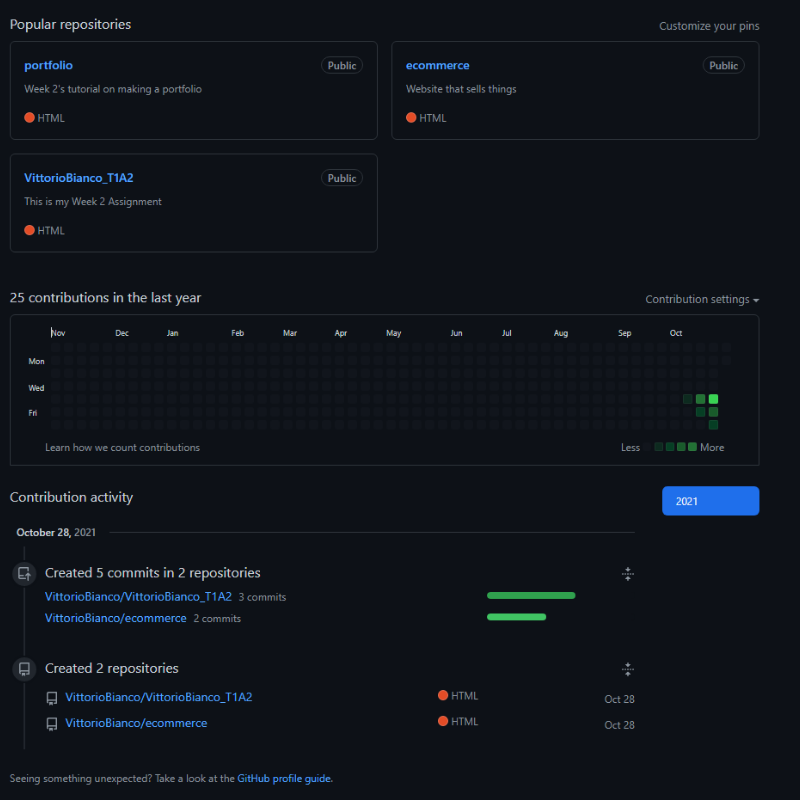 Popular repositories
Customize your pins
portfolio Public
Week 2's tutorial on making a portfolio
HTML
ecommerce Public
Website that sells things
HTML
VittorioBianco_T1A2 Public
This is my Week 2 Assignment
HTML
25 contributions in the last year
Contribution settings
Nov Dec Jan Feb Mar Apr May Jun Jul Aug Sep Oct
Mon
Wed
Fri
Learn how we count contributions
Less More
Contribution activity
2021
October 28, 2021
Created 5 commits in 2 repositories
VittorioBianco/VittorioBianco_T1A2 3 commits
VittorioBianco/ecommerce 2 commits
Created 2 repositories
VittorioBianco/VittorioBianco_T1A2 HTML Oct 28
VittorioBianco/ecommerce HTML Oct 28
Seeing something unexpected? Take a look at the GitHub profile guide.